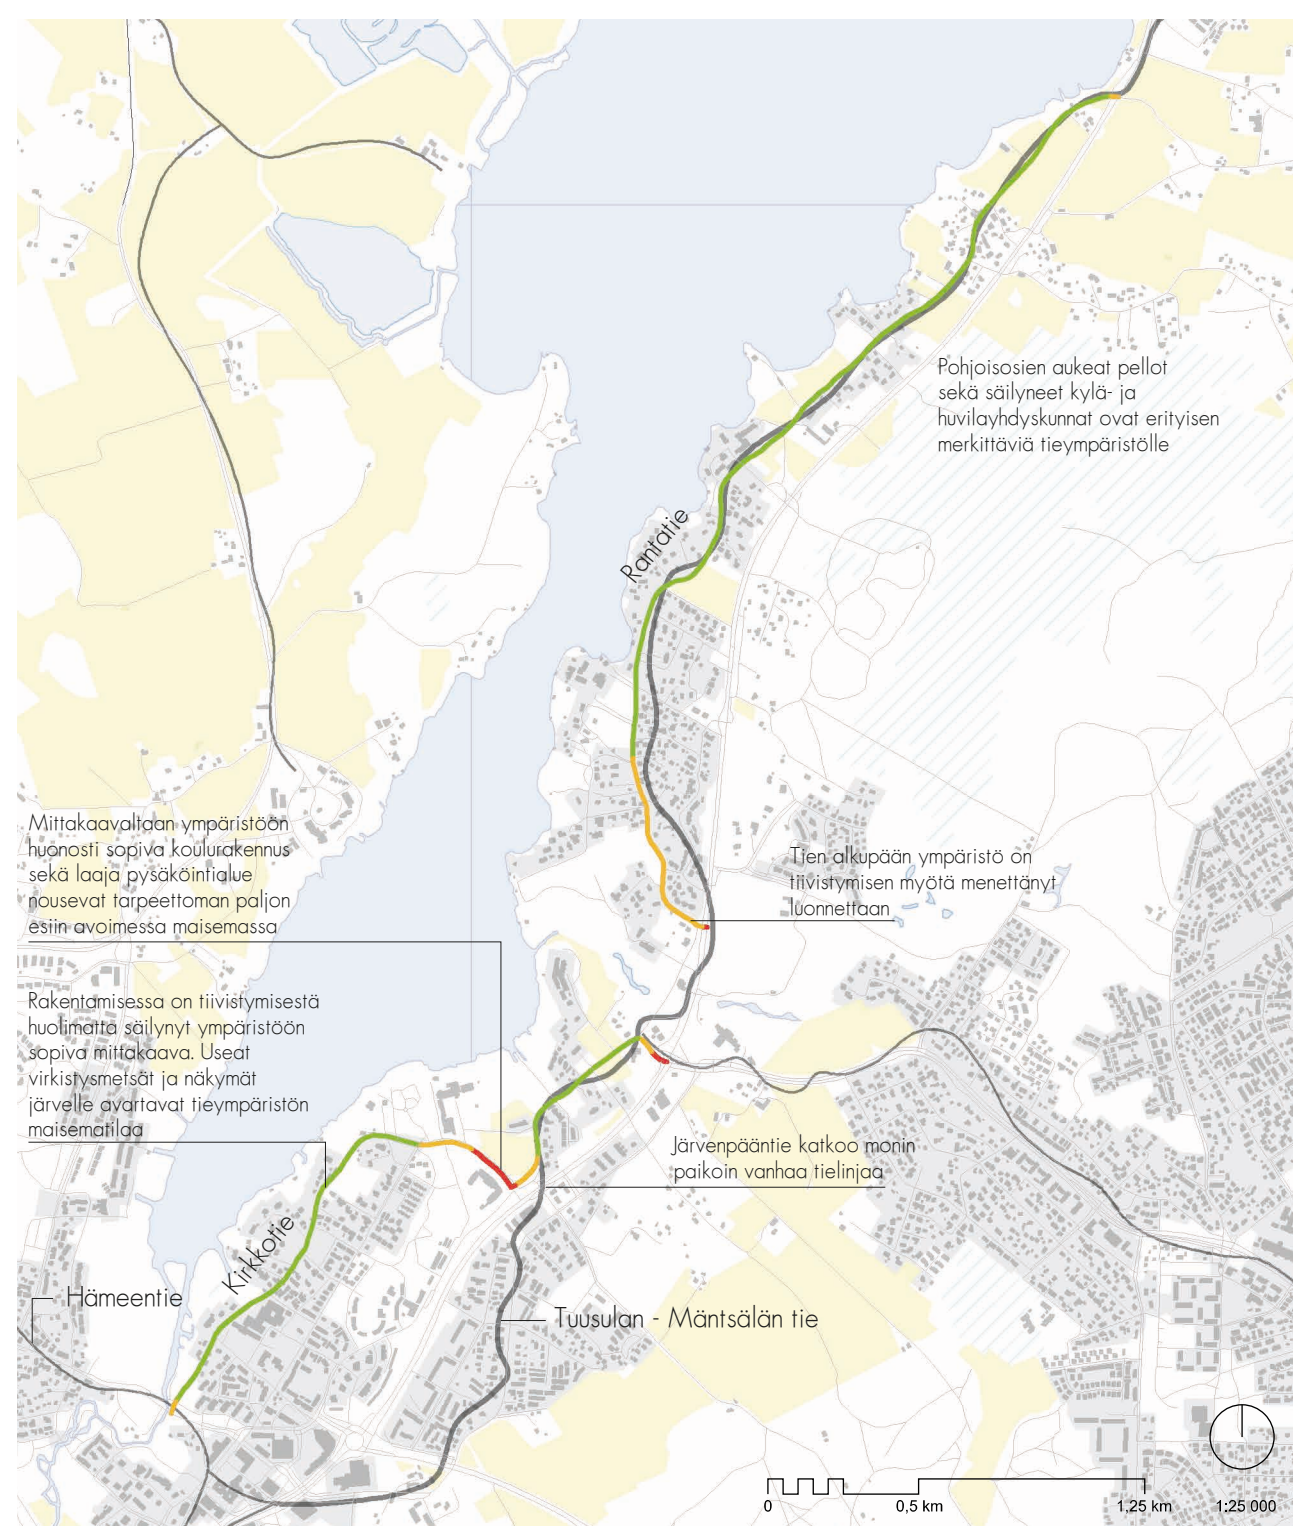 Pohjoisosien aukeat pellot
sekä säilyneet kylä- ja
huvilayhdyskunnat ovat erityisen
merkittäviä tieympäristölle
Rantatie
Mittakaavaltaan ympäristöön
huonosti sopiva koulurakennus
sekä laaja pysäköintialue
nousevat tarpeettoman paljon
esiin avoimessa maisemassa
Tien alkupään ympäristö on
tiivistymisen myötä menettänyt
luonnettaan
Rakentamisessa on tiivistymisestä
huolimatta säilynyt ympäristöön
sopiva mittakaava. Useat
virkistysmetsät ja näkymät
järvelle avartavat tieympäristön
maisematilaa
Järvenpääntie katkoo monin
paikoin vanhaa tielinjaa
Kirkkotie
Hämeentie
Tuusulan - Mäntsälän tie
0 0,5 km 1,25 km 1:25 000